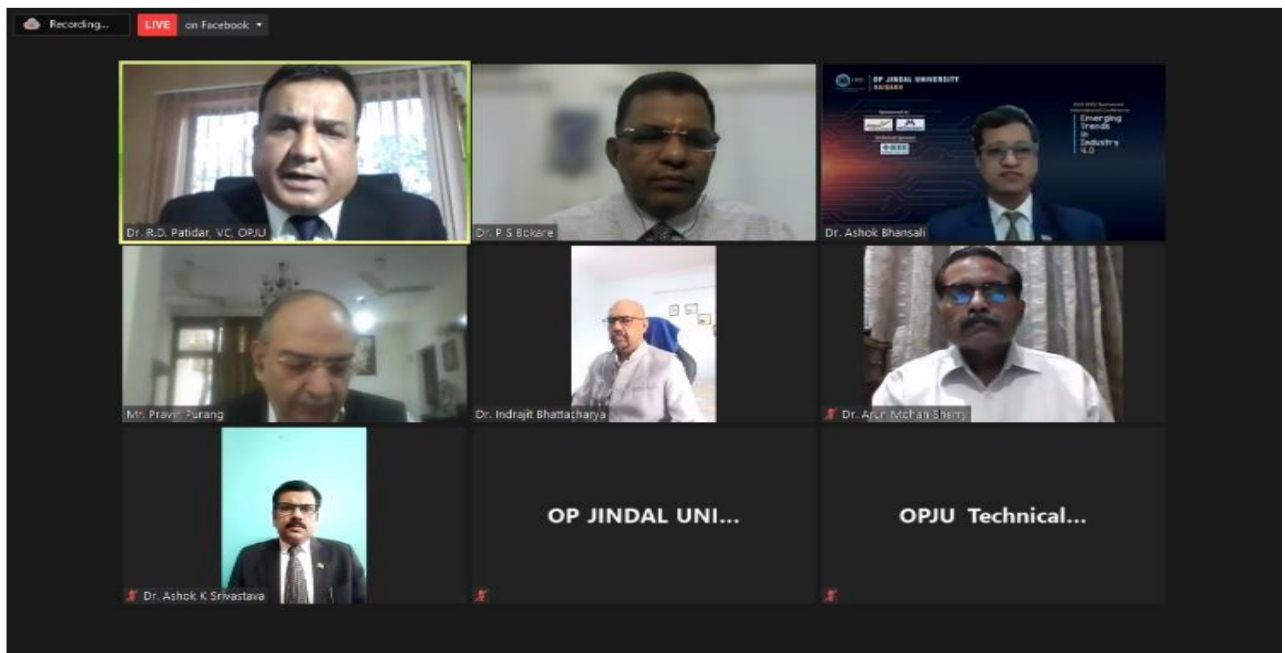 Recording...
LIVE on Facebook
OP JINDAL UNIVERSITY
RAIGARH
Emerging
Trends
in
Industry
4.0
IEEE
Dr. R.D. Patidar, VC, OPJU
Dr. P S Bokare
Dr. Ashok Bhansali
Mr. Pravin Purang
Dr. Indrajit Bhattacharya
Dr. Arun Mohan Sherry
Dr. Ashok K Srivastava
OP JINDAL UNI...
OPJU Technical...